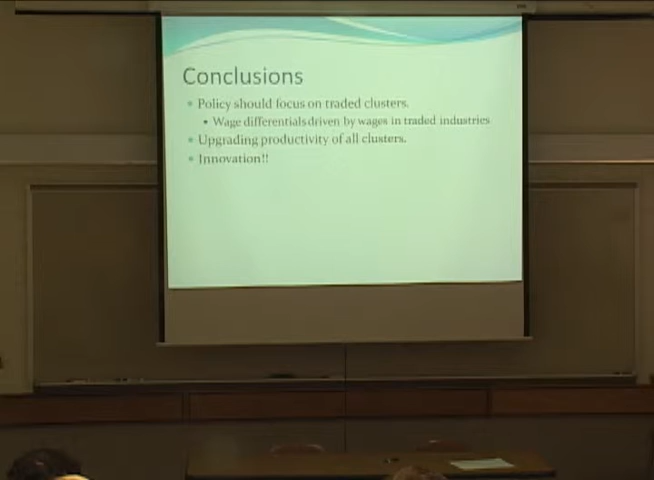 Conclusions
Policy should focus on traded clusters.
Wage differentials driven by wages in traded industries
Upgrading productivity of all clusters.
Innovation!!